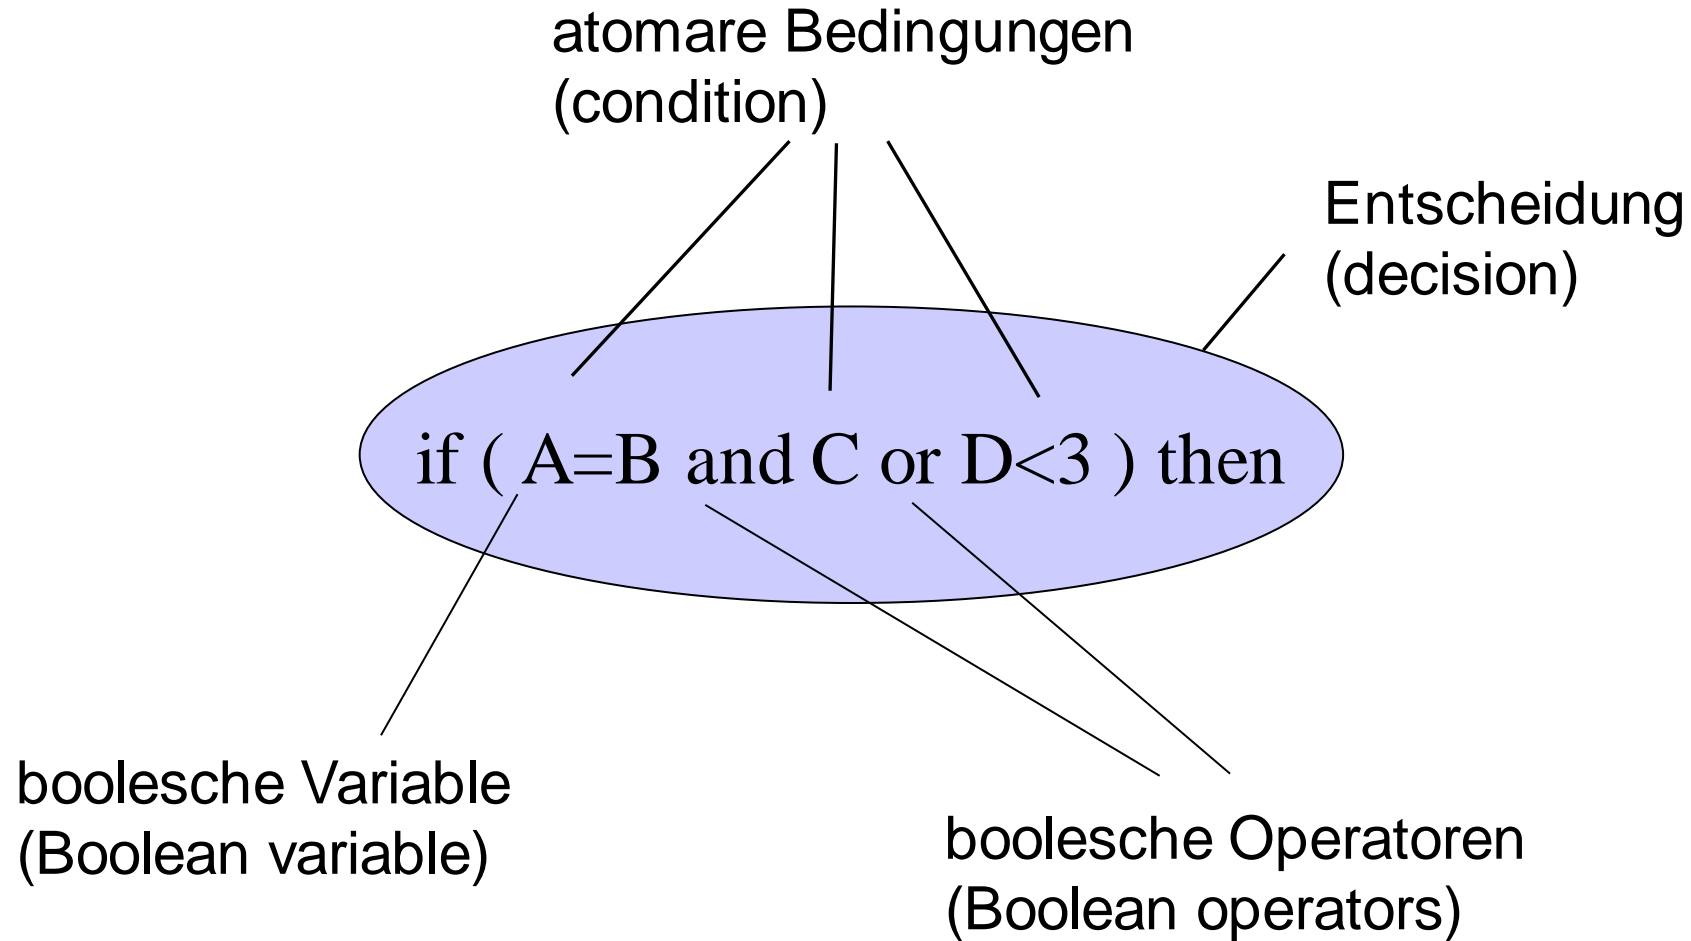 atomare Bedingungen
(condition)
Entscheidung
(decision)
if ( A=B and C or D<3 ) then
boolesche Variable
(Boolean variable)
boolesche Operatoren
(Boolean operators)